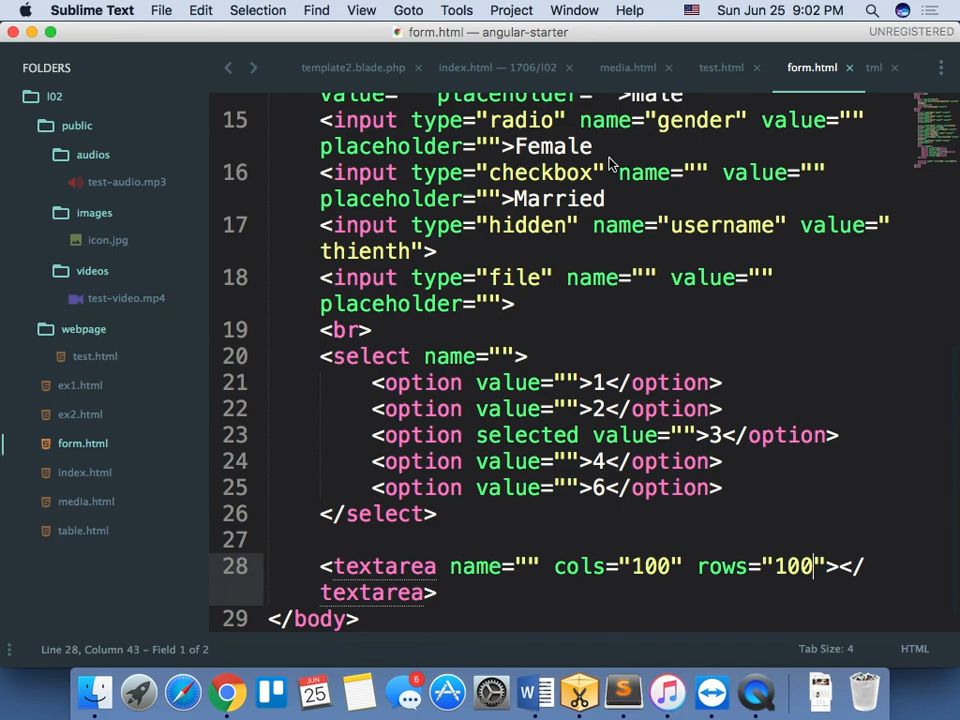 Sublime Text File Edit Selection Find View Goto Tools Project Window Help Sun Jun 25 9:02 PM
form.html — angular-starter UNREGISTERED
FOLDERS
l02
public
audios
test-audio.mp3
images
icon.jpg
videos
test-video.mp4
webpage
test.html
ex1.html
ex2.html
form.html
index.html
media.html
table.html
template2.blade.php × index.html — 1706/l02 × media.html × test.html × form.html × tml ×
value="" placeholder="">male
15 <input type="radio" name="gender" value=""
placeholder="">Female
16 <input type="checkbox" name="" value=""
placeholder="">Married
17 <input type="hidden" name="username" value="
thienth">
18 <input type="file" name="" value=""
placeholder="">
19 <br>
20 <select name="">
21 <option value="">1</option>
22 <option value="">2</option>
23 <option selected value="">3</option>
24 <option value="">4</option>
25 <option value="">6</option>
26 </select>
27
28 <textarea name="" cols="100" rows="100"></
textarea>
29 </body>
Line 28, Column 43 - Field 1 of 2 Tab Size: 4 HTML
6
JUN
25